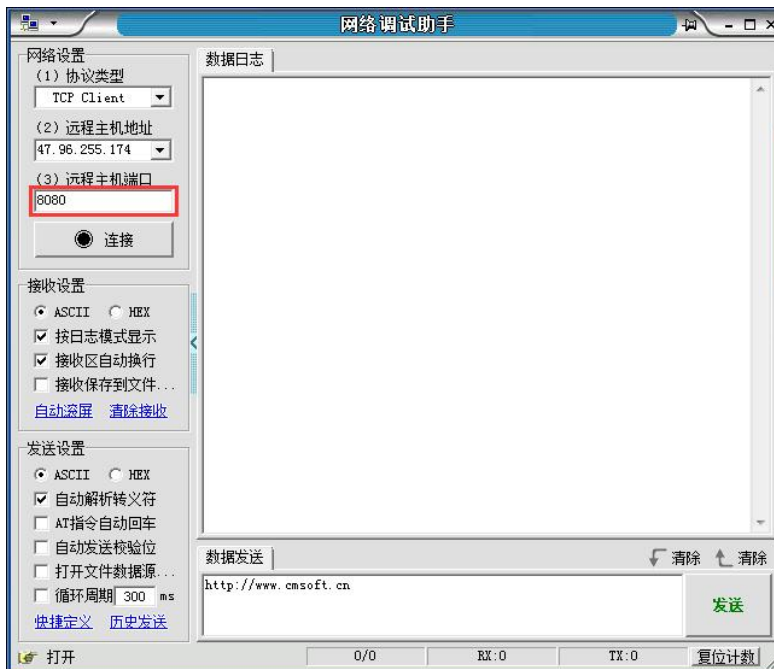 网络调试助手
网络设置
(1) 协议类型
TCP Client
(2) 远程主机地址
47.96.255.174
(3) 远程主机端口
8080
连接
接收设置
ASCII HEX
按日志模式显示
接收区自动换行
接收保存到文件...
自动滚屏 清除接收
发送设置
ASCII HEX
自动解析转义符
AT指令自动回车
自动发送校验位
打开文件数据源...
循环周期 300 ms
快捷定义 历史发送
数据日志
数据发送
清除 清除
http://www.cmsoft.cn
发送
打开 0/0 RX:0 TX:0 复位计数